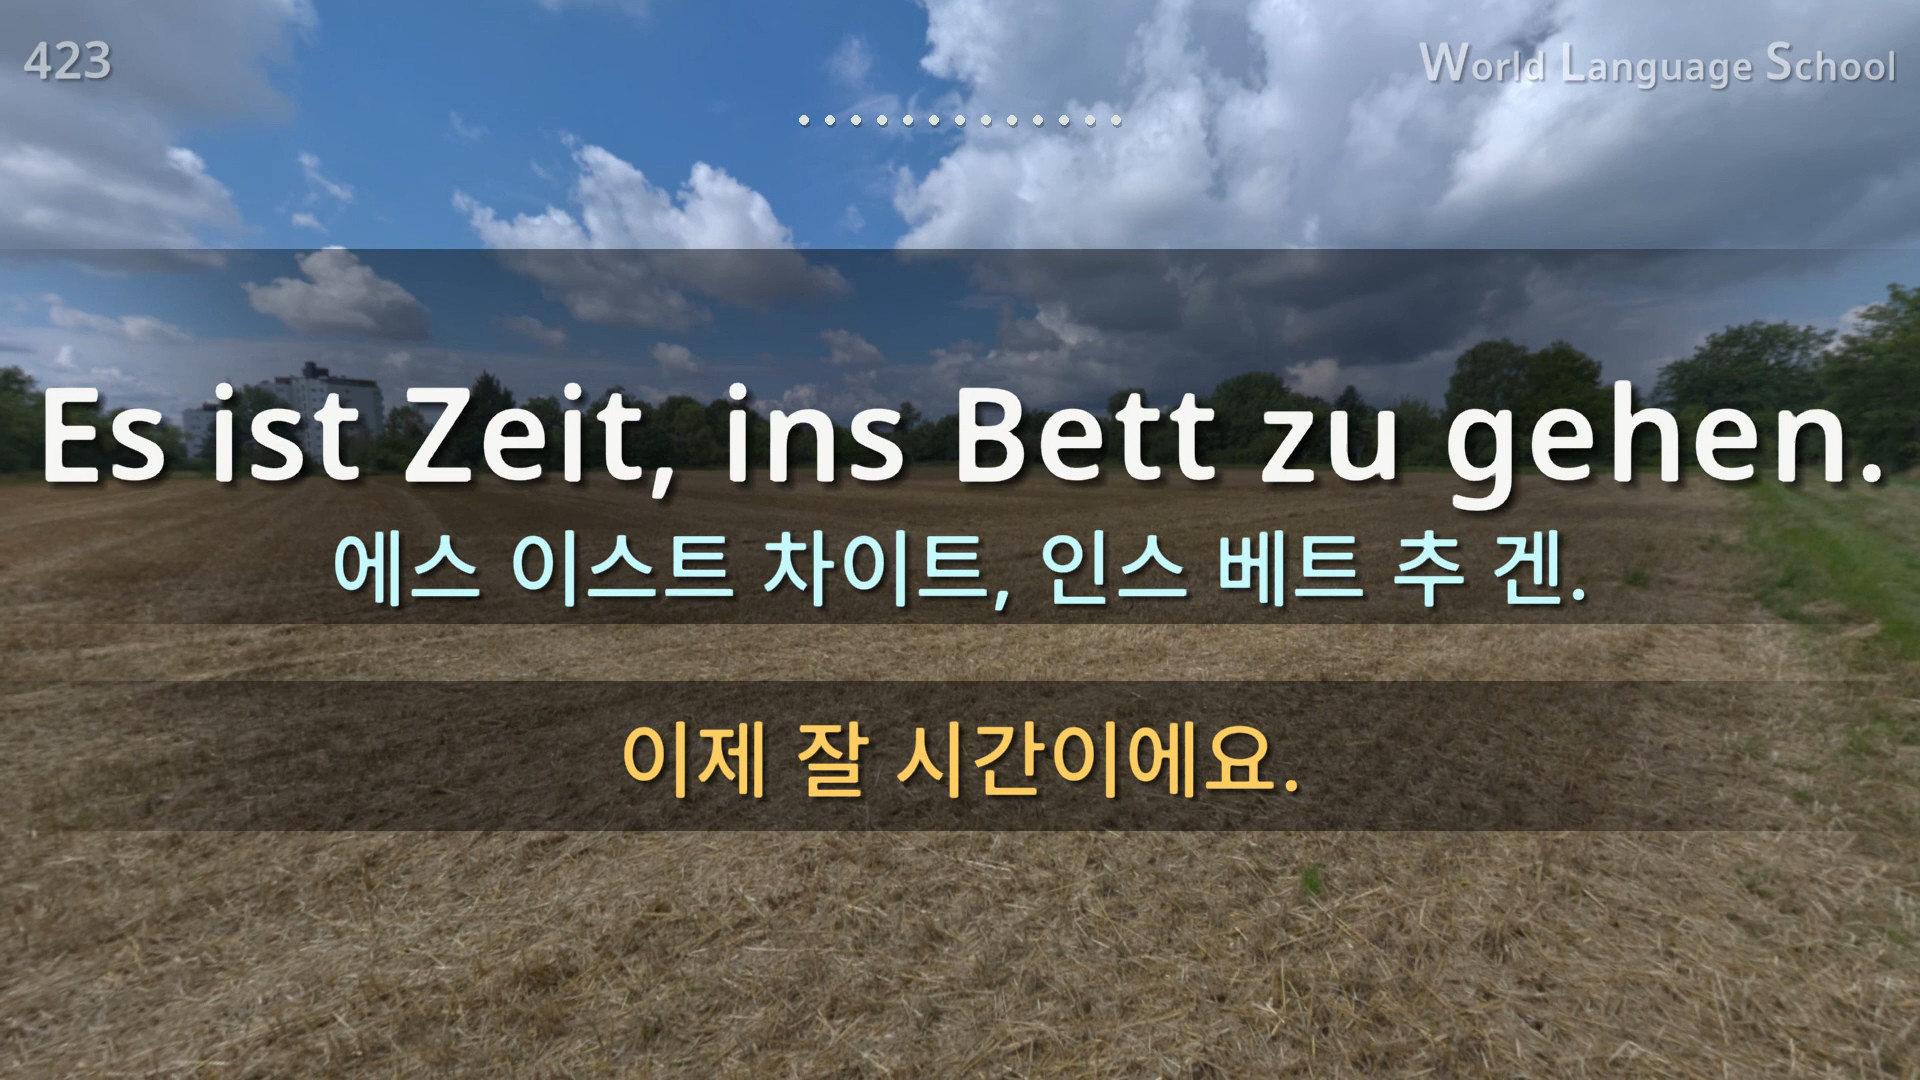 423
World Language School
Es ist Zeit, ins Bett zu gehen.
에스 이스트 차이트, 인스 베트 추 겐.
이제 잘 시간이에요.